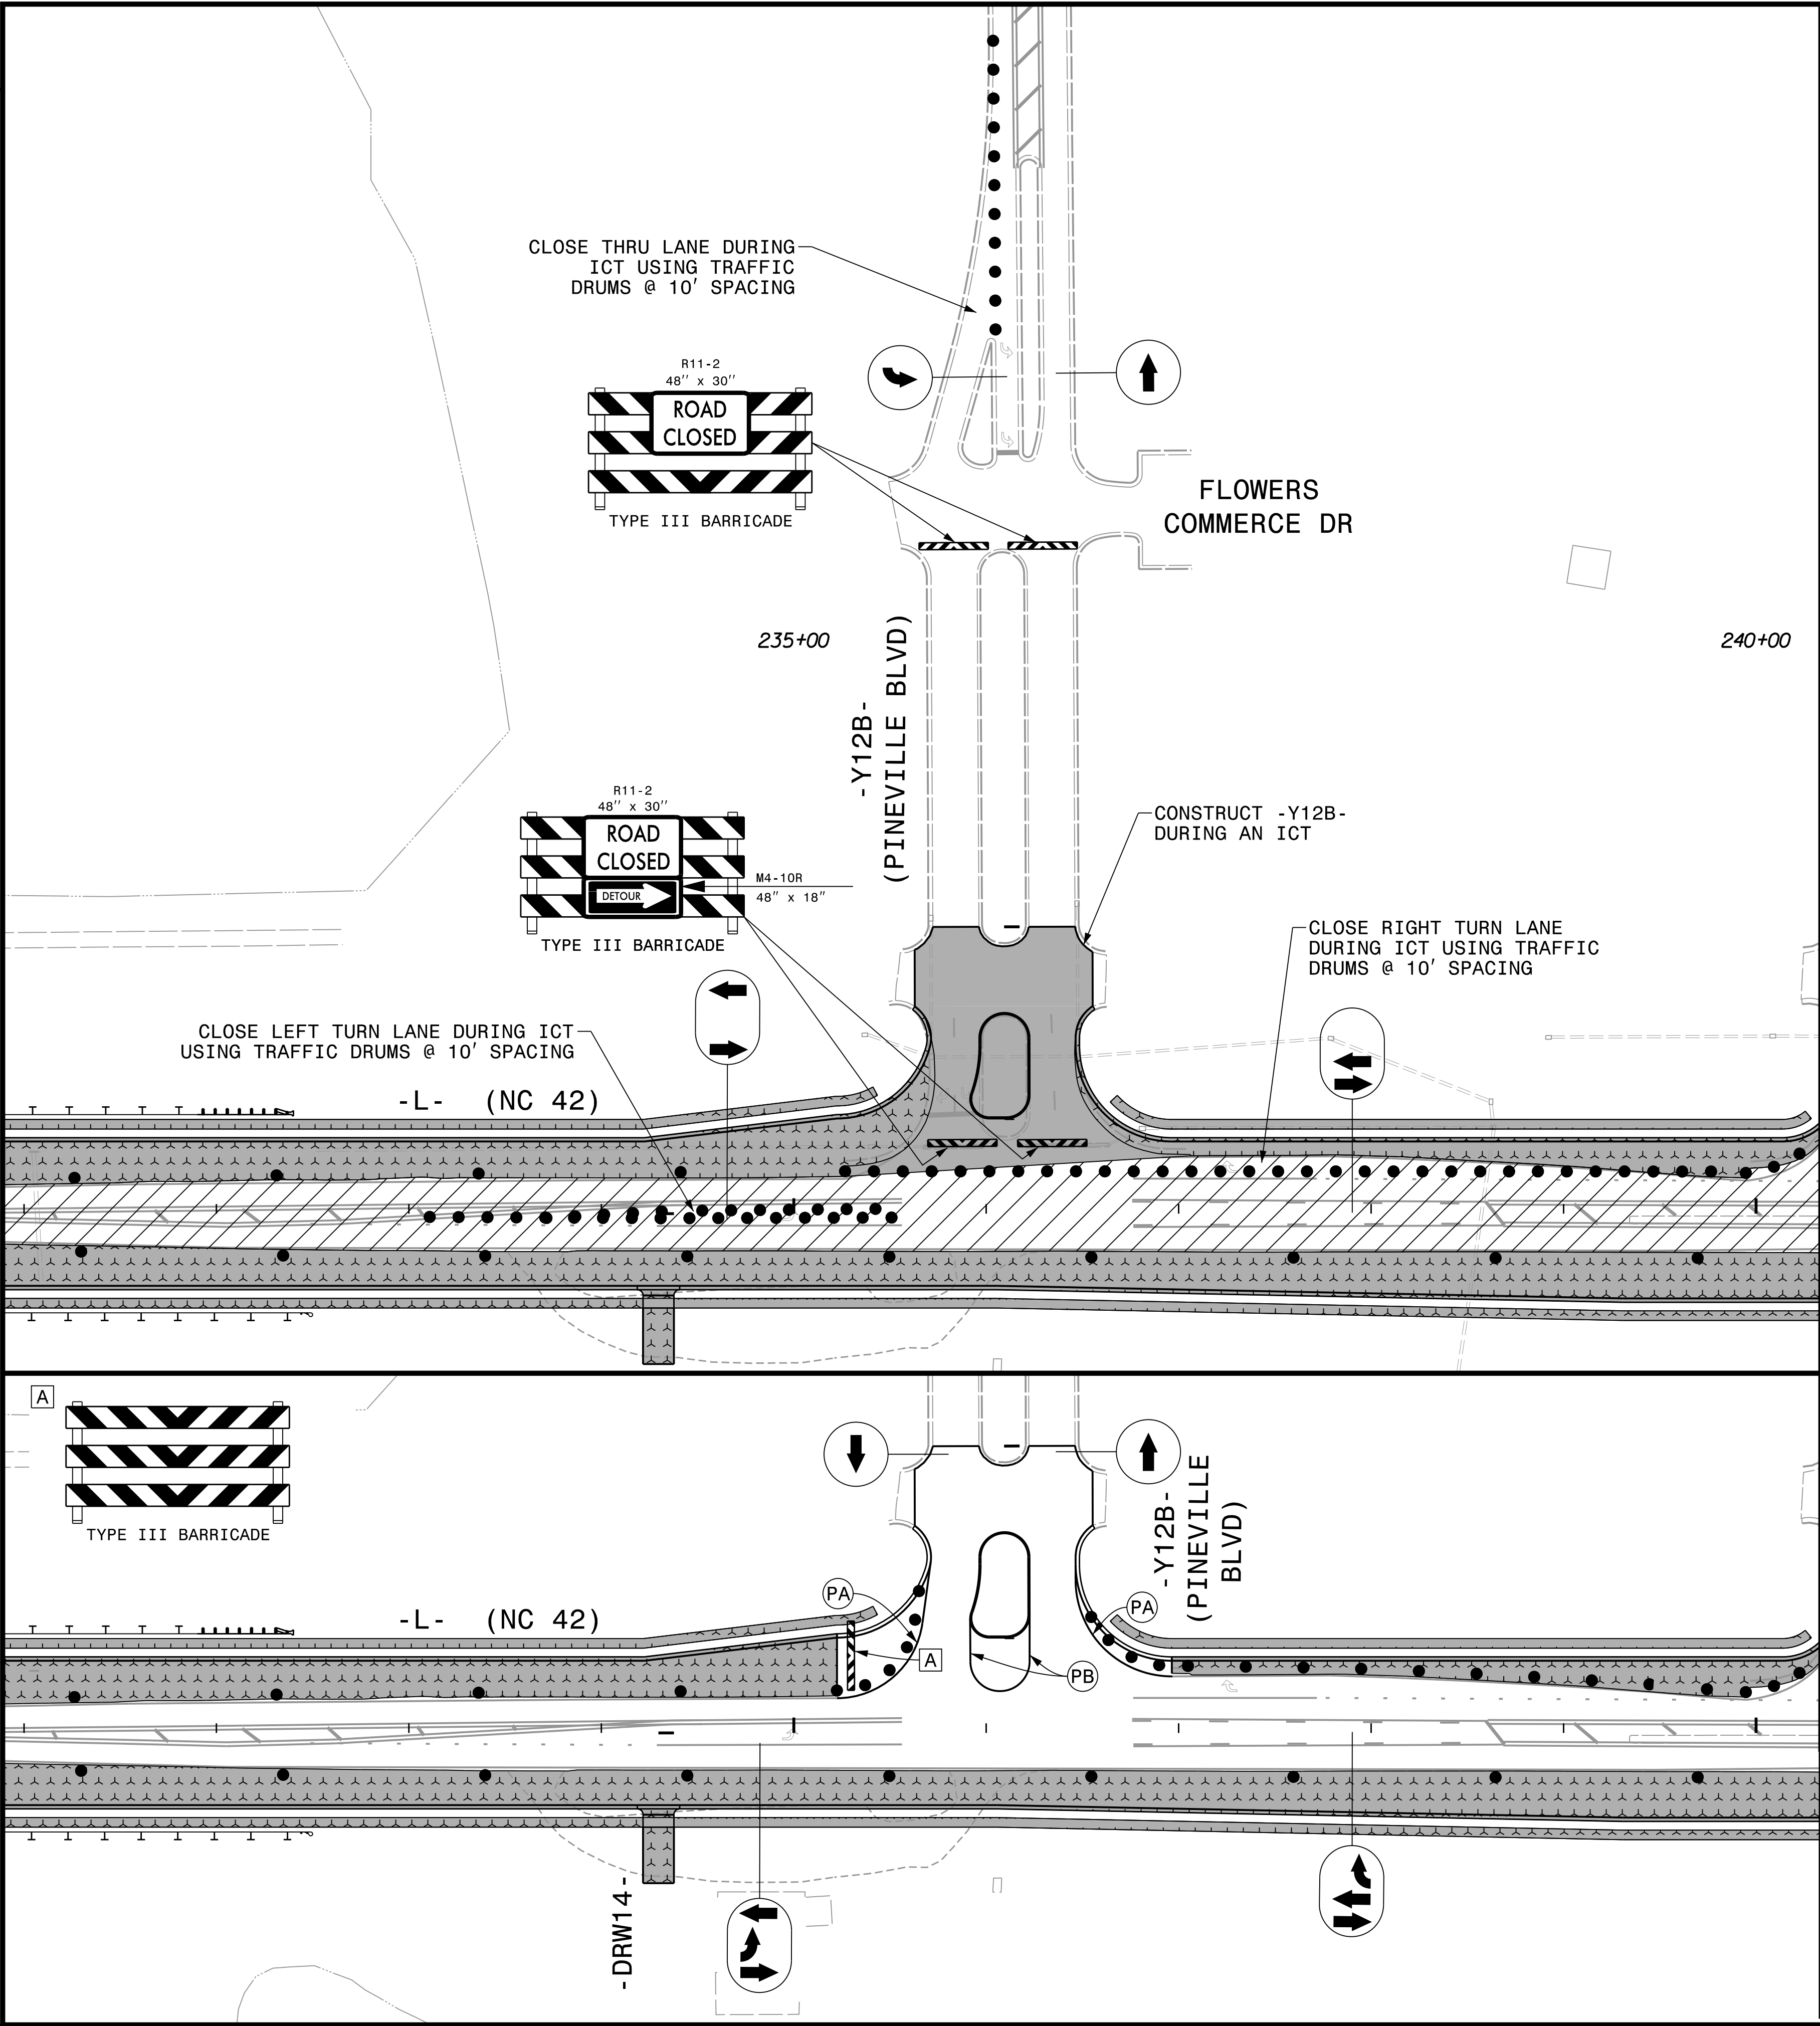 CLOSE THRU LANE DURING
ICT USING TRAFFIC
DRUMS @ 10' SPACING
R11-2
48" x 30"
ROAD
CLOSED
TYPE III BARRICADE
FLOWERS
COMMERCE DR
235+00
240+00
-Y12B-
(PINEVILLE BLVD)
R11-2
48" x 30"
ROAD
CLOSED
DETOUR
M4-10R
48" x 18"
TYPE III BARRICADE
CONSTRUCT -Y12B-
DURING AN ICT
CLOSE RIGHT TURN LANE
DURING ICT USING TRAFFIC
DRUMS @ 10' SPACING
CLOSE LEFT TURN LANE DURING ICT
USING TRAFFIC DRUMS @ 10' SPACING
-L- (NC 42)
A
TYPE III BARRICADE
-Y12B-
(PINEVILLE
BLVD)
PA
PA
-L- (NC 42)
A
PB
-DRW14-